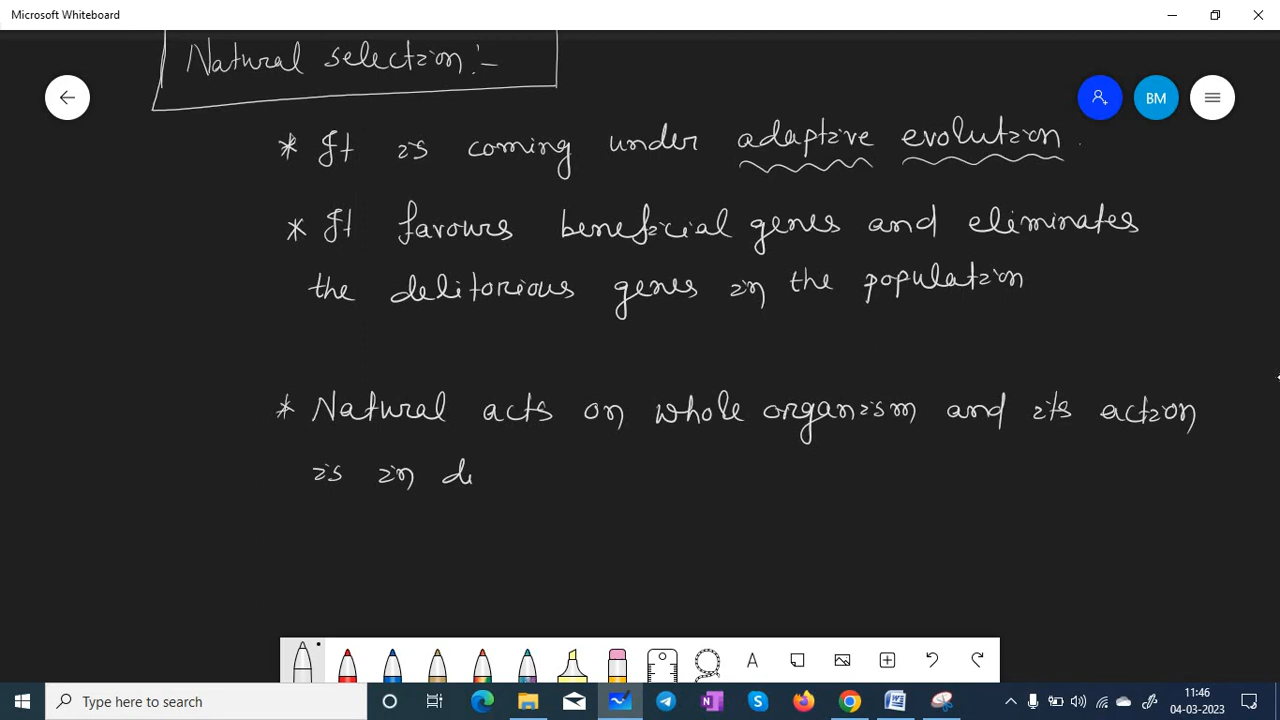 Microsoft Whiteboard
Natural selection :-
BM
* It is coming under adaptive evolution.
* It favours beneficial genes and eliminates
the delitorious genes in the population
* Natural acts on whole organism and its action
is in de
A
Type here to search
11:46
04-03-2023